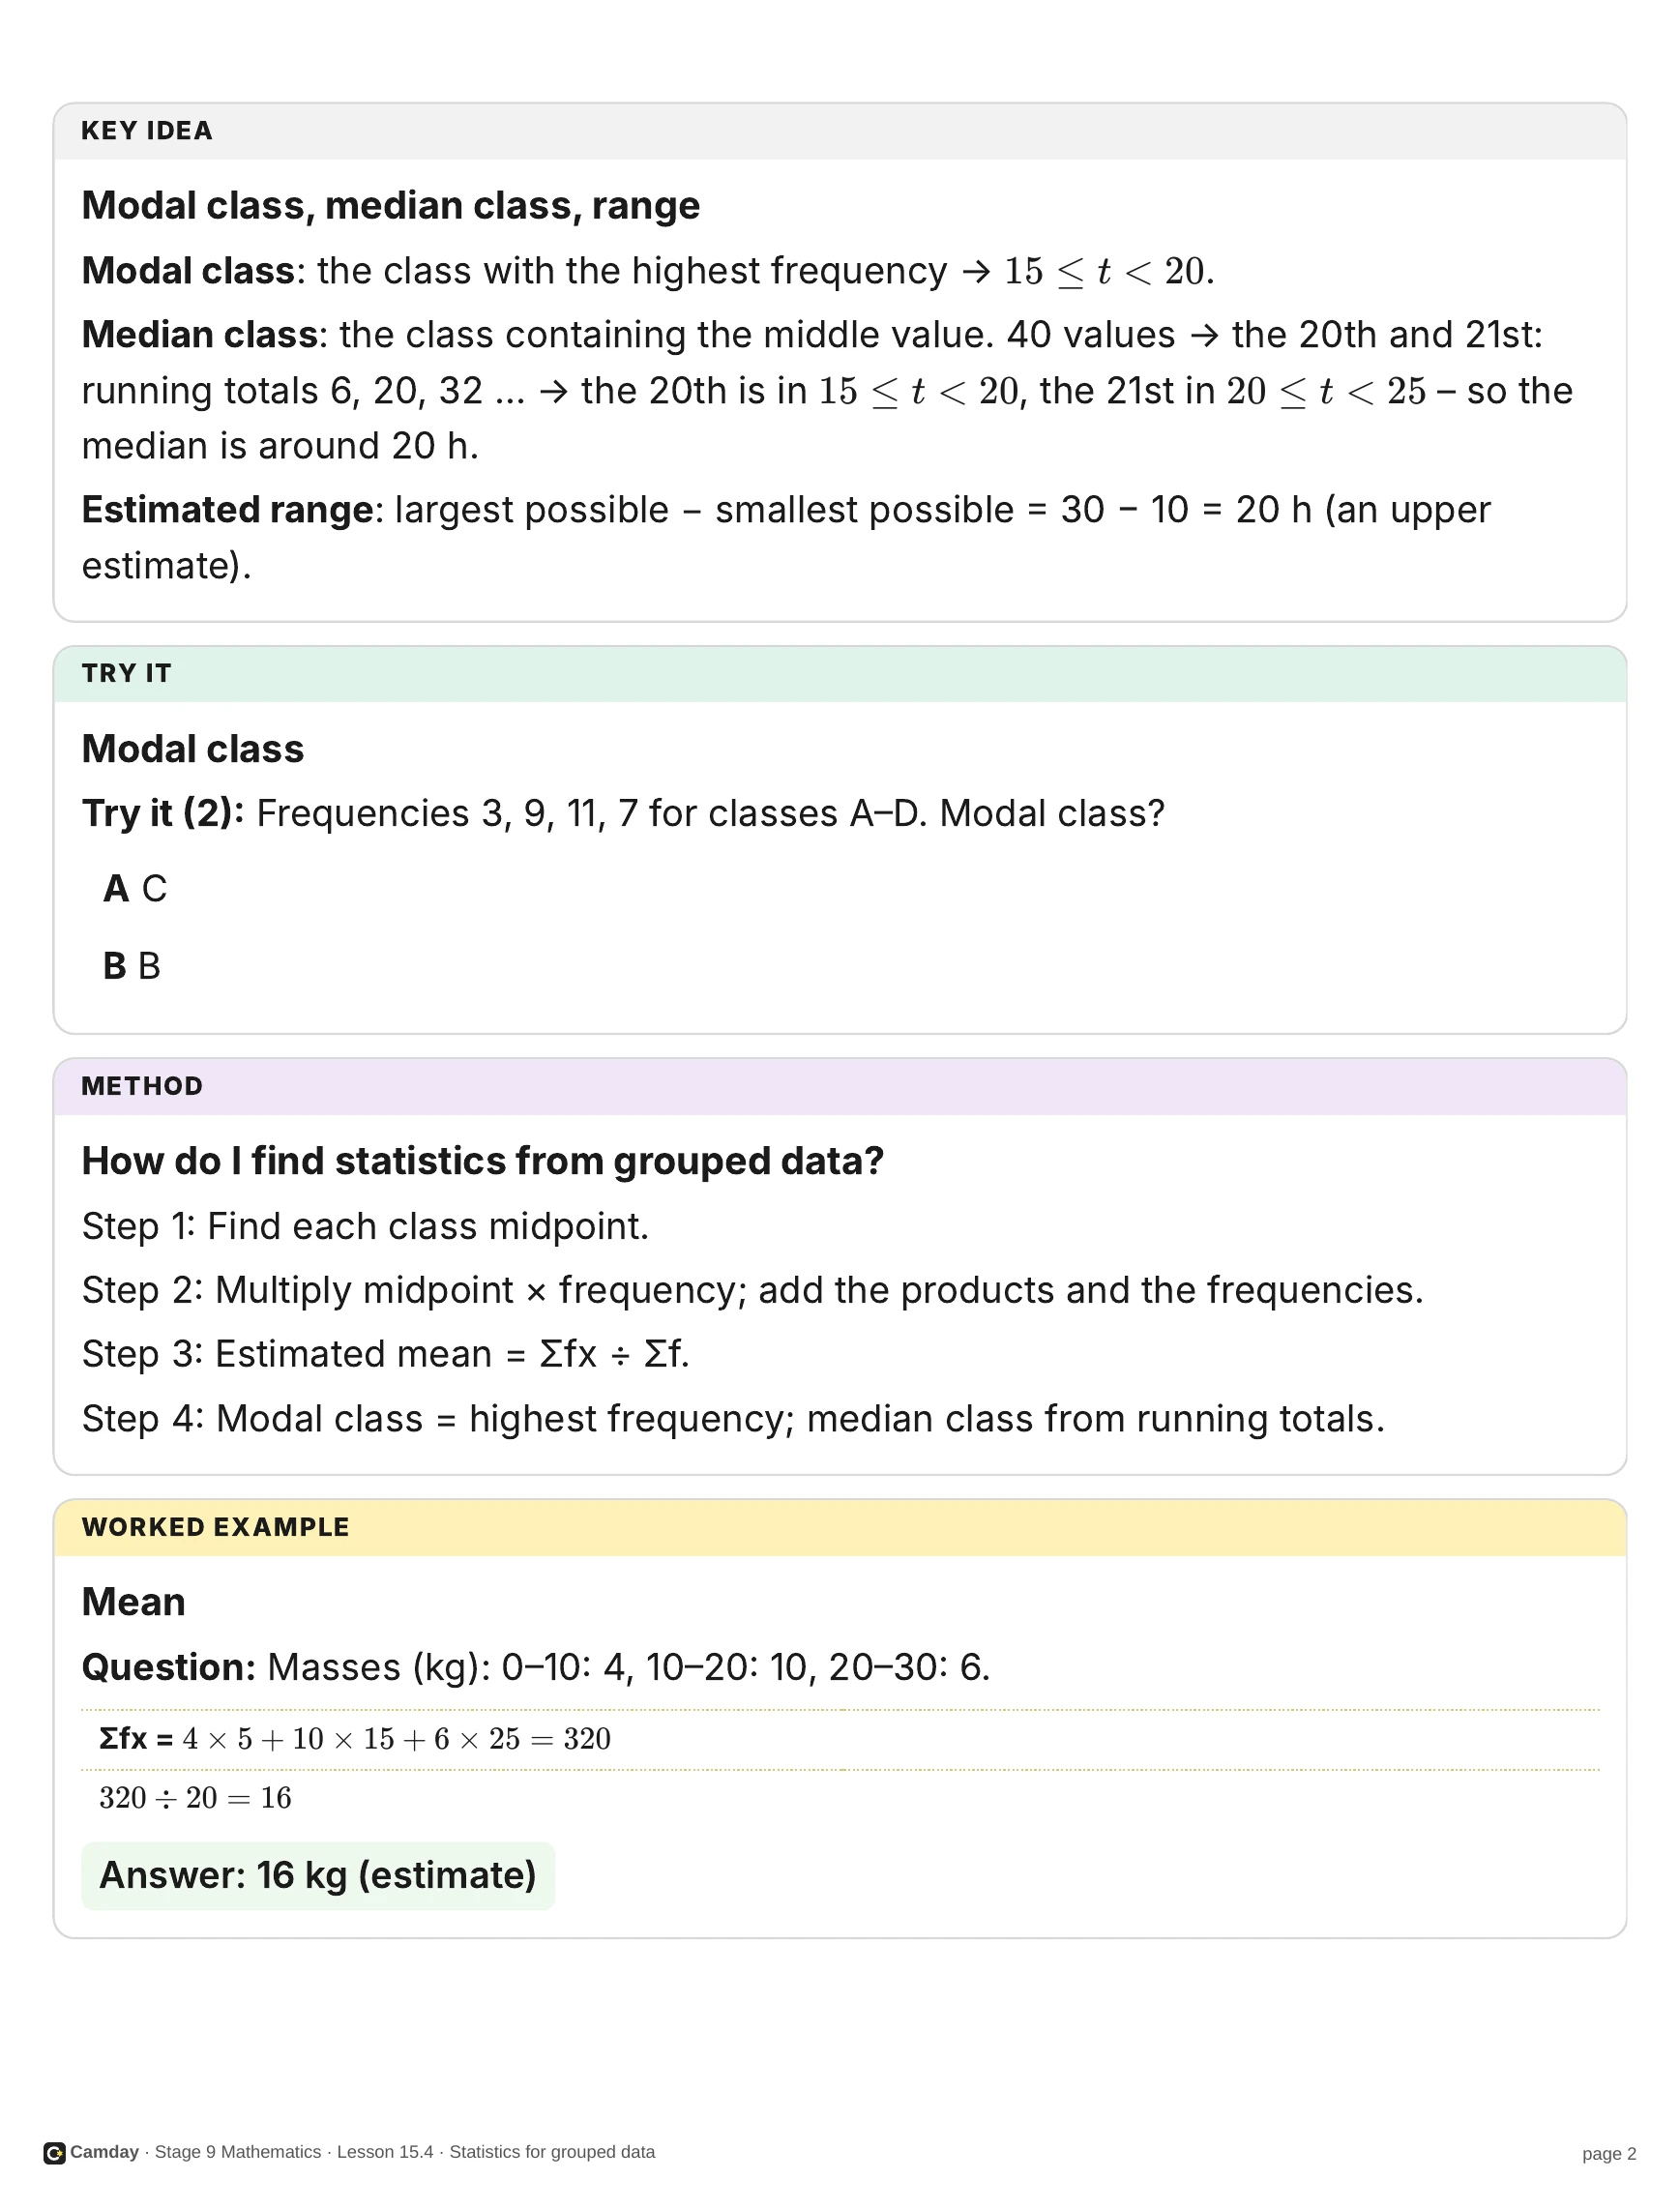 KEY IDEA
Modal class, median class, range
Modal class: the class with the highest frequency → 15 ≤ t < 20.
Median class: the class containing the middle value. 40 values → the 20th and 21st:
running totals 6, 20, 32 … → the 20th is in 15 ≤ t < 20, the 21st in 20 ≤ t < 25 – so the
median is around 20 h.
Estimated range: largest possible − smallest possible = 30 − 10 = 20 h (an upper
estimate).
TRY IT
Modal class
Try it (2): Frequencies 3, 9, 11, 7 for classes A–D. Modal class?
A C
B B
METHOD
How do I find statistics from grouped data?
Step 1: Find each class midpoint.
Step 2: Multiply midpoint × frequency; add the products and the frequencies.
Step 3: Estimated mean = Σfx ÷ Σf.
Step 4: Modal class = highest frequency; median class from running totals.
WORKED EXAMPLE
Mean
Question: Masses (kg): 0–10: 4, 10–20: 10, 20–30: 6.
Σfx = 4 × 5 + 10 × 15 + 6 × 25 = 320
320 ÷ 20 = 16
Answer: 16 kg (estimate)
Camday · Stage 9 Mathematics · Lesson 15.4 · Statistics for grouped data
page 2